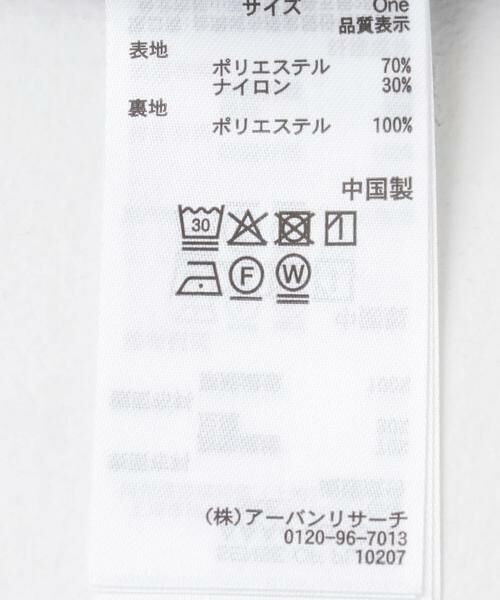 サイズ One
品質表示
表地
ポリエステル 70%
ナイロン 30%
裏地
ポリエステル 100%
中国製
30
F W
(株)アーバンリサーチ
0120-96-7013
10207